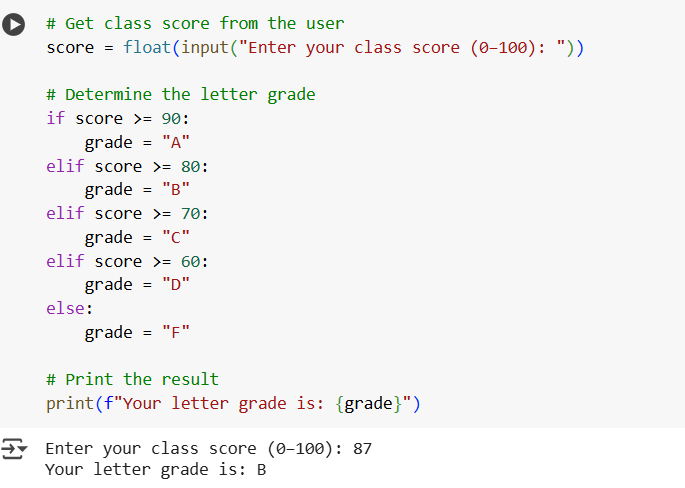 # Get class score from the user
score = float(input("Enter your class score (0–100): "))
# Determine the letter grade
if score >= 90:
    grade = "A"
elif score >= 80:
    grade = "B"
elif score >= 70:
    grade = "C"
elif score >= 60:
    grade = "D"
else:
    grade = "F"
# Print the result
print(f"Your letter grade is: {grade}")
Enter your class score (0–100): 87
Your letter grade is: B